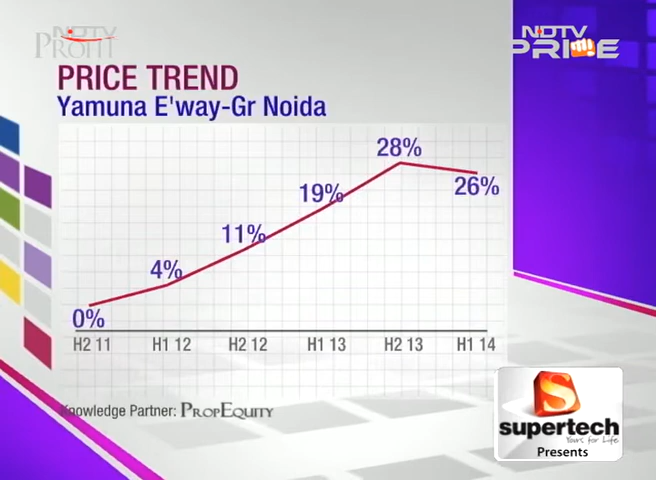 NDTV
PROFIT
NDTV
PRIME
PRICE TREND
Yamuna E'way-Gr Noida
28%
26%
19%
11%
4%
0%
H2 11 H1 12 H2 12 H1 13 H2 13 H1 14
Knowledge Partner: PROPEQUITY
S
supertech
Yours for Life
Presents